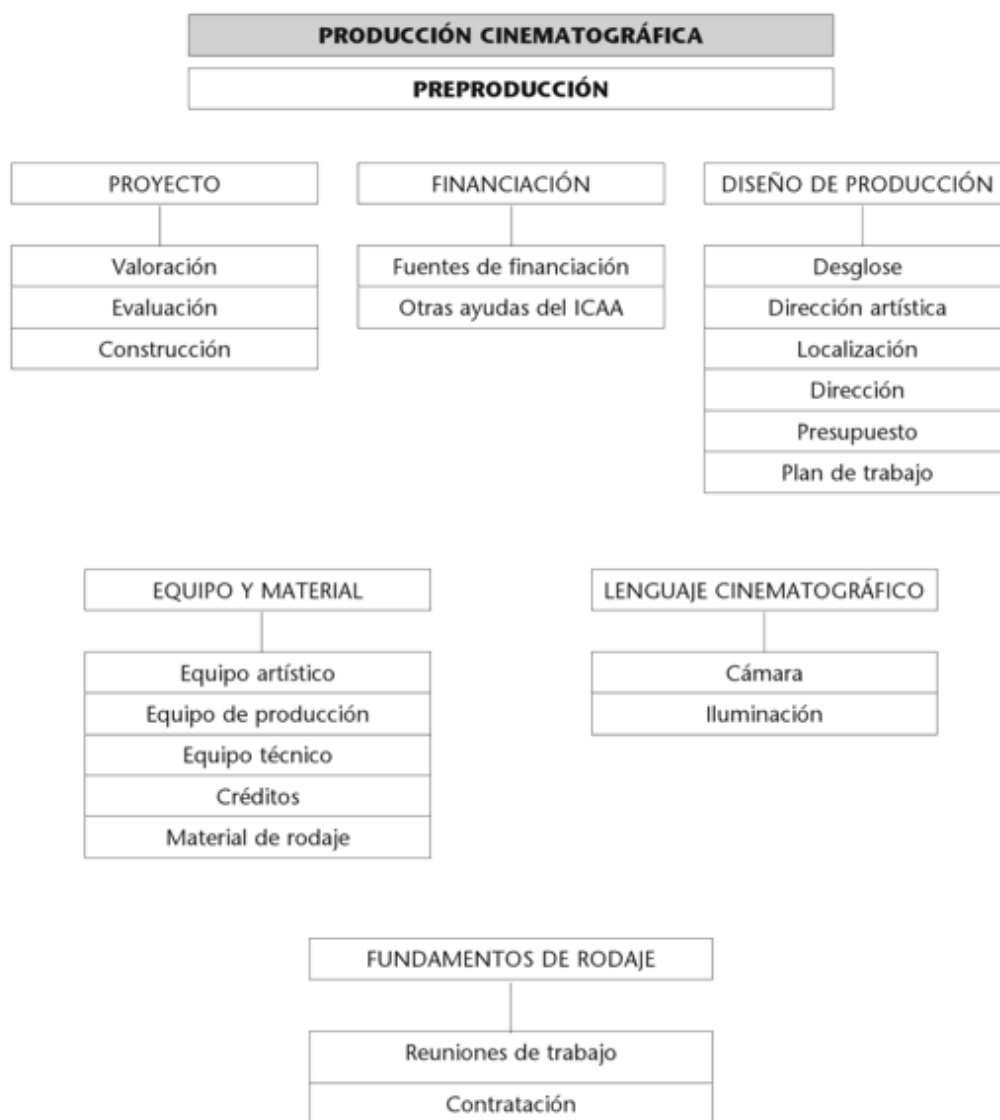 PRODUCCIÓN CINEMATOGRÁFICA
PREPRODUCCIÓN
PROYECTO
Valoración
Evaluación
Construcción
FINANCIACIÓN
Fuentes de financiación
Otras ayudas del ICAA
DISEÑO DE PRODUCCIÓN
Desglose
Dirección artística
Localización
Dirección
Presupuesto
Plan de trabajo
EQUIPO Y MATERIAL
Equipo artístico
Equipo de producción
Equipo técnico
Créditos
Material de rodaje
LENGUAJE CINEMATOGRÁFICO
Cámara
Iluminación
FUNDAMENTOS DE RODAJE
Reuniones de trabajo
Contratación